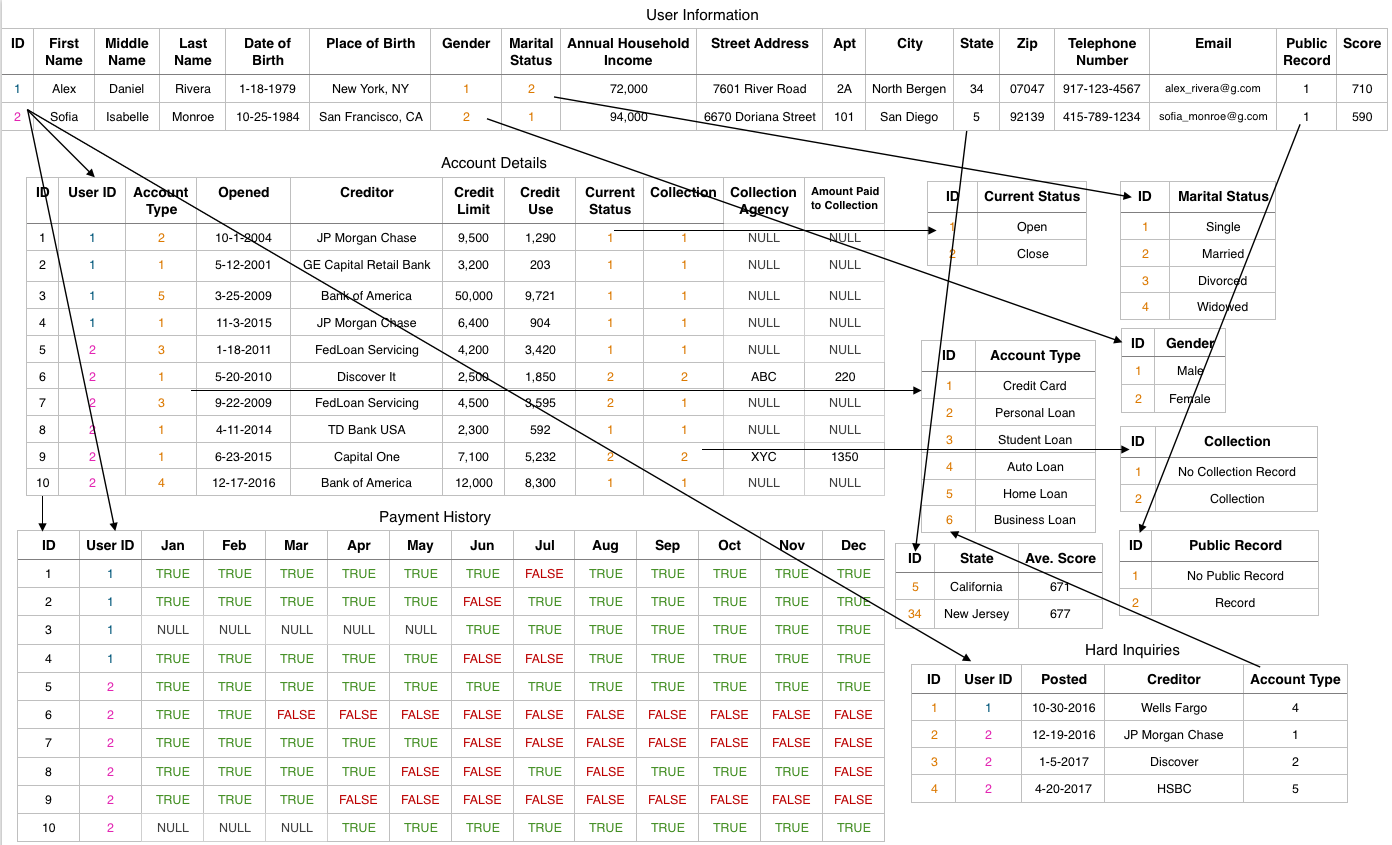 User Information
ID First Name Middle Name Last Name Date of Birth Place of Birth Gender Marital Status Annual Household Income Street Address Apt City State Zip Telephone Number Email Public Record Score
1 Alex Daniel Rivera 1-18-1979 New York, NY 1 2 72,000 7601 River Road 2A North Bergen 34 07047 917-123-4567 alex_rivera@g.com 1 710
2 Sofia Isabelle Monroe 10-25-1984 San Francisco, CA 2 1 94,000 6670 Doriana Street 101 San Diego 5 92139 415-789-1234 sofia_monroe@g.com 1 590
Account Details
ID User ID Account Type Opened Creditor Credit Limit Credit Use Current Status Collection Collection Agency Amount Paid to Collection
1 1 2 10-1-2004 JP Morgan Chase 9,500 1,290 1 1 NULL NULL
2 1 1 5-12-2001 GE Capital Retail Bank 3,200 203 1 1 NULL NULL
3 1 5 3-25-2009 Bank of America 50,000 9,721 1 1 NULL NULL
4 1 1 11-3-2015 JP Morgan Chase 6,400 904 1 1 NULL NULL
5 2 3 1-18-2011 FedLoan Servicing 4,200 3,420 1 1 NULL NULL
6 2 1 5-20-2010 Discover It 2,500 1,850 2 2 ABC 220
7 2 3 9-22-2009 FedLoan Servicing 4,500 3,595 2 1 NULL NULL
8 2 1 4-11-2014 TD Bank USA 2,300 592 1 1 NULL NULL
9 2 1 6-23-2015 Capital One 7,100 5,232 2 2 XYC 1350
10 2 4 12-17-2016 Bank of America 12,000 8,300 1 1 NULL NULL
ID Current Status
1 Open
2 Close
ID Marital Status
1 Single
2 Married
3 Divorced
4 Widowed
ID Gender
1 Male
2 Female
ID Account Type
1 Credit Card
2 Personal Loan
3 Student Loan
4 Auto Loan
5 Home Loan
6 Business Loan
ID Collection
1 No Collection Record
2 Collection
Payment History
ID User ID Jan Feb Mar Apr May Jun Jul Aug Sep Oct Nov Dec
1 1 TRUE TRUE TRUE TRUE TRUE TRUE FALSE TRUE TRUE TRUE TRUE TRUE
2 1 TRUE TRUE TRUE TRUE TRUE FALSE TRUE TRUE TRUE TRUE TRUE TRUE
3 1 NULL NULL NULL NULL NULL TRUE TRUE TRUE TRUE TRUE TRUE TRUE
4 1 TRUE TRUE TRUE TRUE TRUE FALSE FALSE TRUE TRUE TRUE TRUE TRUE
5 2 TRUE TRUE TRUE TRUE TRUE TRUE TRUE TRUE TRUE TRUE TRUE TRUE
6 2 TRUE TRUE FALSE FALSE FALSE FALSE FALSE FALSE FALSE FALSE FALSE FALSE
7 2 TRUE TRUE TRUE TRUE TRUE FALSE FALSE FALSE FALSE FALSE FALSE FALSE
8 2 TRUE TRUE TRUE TRUE FALSE FALSE TRUE FALSE TRUE TRUE TRUE FALSE
9 2 TRUE TRUE TRUE FALSE FALSE FALSE FALSE FALSE FALSE FALSE FALSE FALSE
10 2 NULL NULL NULL TRUE TRUE TRUE TRUE TRUE TRUE TRUE TRUE TRUE
ID State Ave. Score
5 California 671
34 New Jersey 677
ID Public Record
1 No Public Record
2 Record
Hard Inquiries
ID User ID Posted Creditor Account Type
1 1 10-30-2016 Wells Fargo 4
2 2 12-19-2016 JP Morgan Chase 1
3 2 1-5-2017 Discover 2
4 2 4-20-2017 HSBC 5